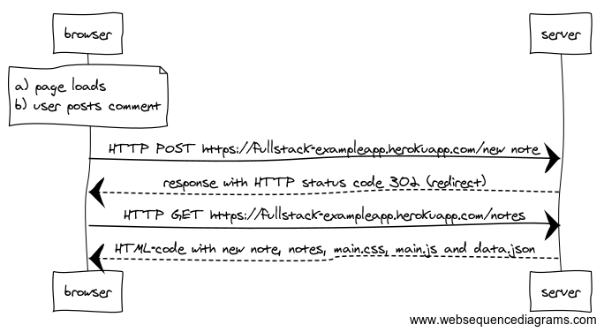 browser
server
a) page loads
b) user posts comment
HTTP POST https://fullstack-exampleapp.herokuapp.com/new note
response with HTTP status code 302 (redirect)
HTTP GET https://fullstack-exampleapp.herokuapp.com/notes
HTML-code with new note, notes, main.css, main.js and data.json
browser
server
www.websequencediagrams.com